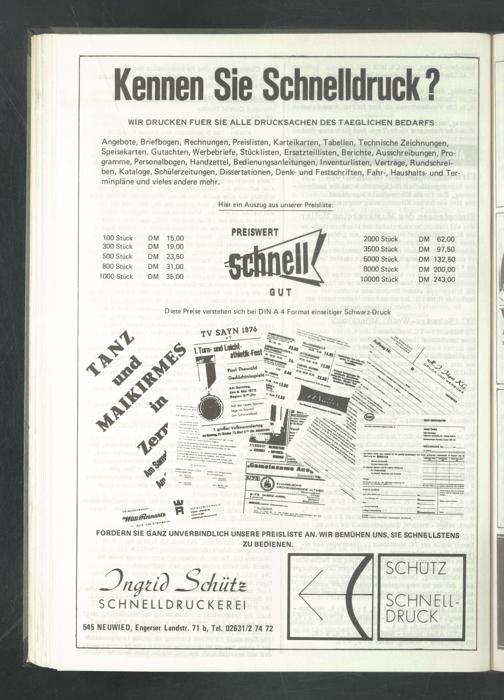 Kennen Sie Schnelldruck?
WIR DRUCKEN FUER SIE ALLE DRUCKSACHEN DES TAEGLICHEN BEDARFS
Angebote, Briefbogen, Rechnungen, Preislisten, Karteikarten, Tabellen, Technische Zeichnungen,
Speisekarten, Gutachten, Werbebriefe, Stücklisten, Ersatzteillisten, Berichte, Ausschreibungen, Pro-
gramme, Personalbogen, Handzettel, Bedienungsanleitungen, Inventurlisten, Verträge, Rundschrei-
ben, Kataloge, Schülerzeitungen, Dissertationen, Denk- und Festschriften, Fahr-, Haushalts- und Ter-
minpläne und vieles andere mehr.
Hier ein Auszug aus unserer Preisliste:
100 Stück DM 15,00
300 Stück DM 19,00
500 Stück DM 23,50
800 Stück DM 31,00
1000 Stück DM 35,00
PREISWERT
schnell
GUT
2000 Stück DM 62,00
3500 Stück DM 97,50
5000 Stück DM 132,50
8000 Stück DM 200,00
10000 Stück DM 243,00
Diese Preise verstehen sich bei DIN A 4 Format einseitiger Schwarz-Druck
TANZ
und
MAIKIRMES
in
TV SAYN 1876
e.V.
1. Turn- und Leicht-
athletik-Fest
Paul Thewald
Gedächtnisspiele
1. großer Volkswandertag
FORDERN SIE GANZ UNVERBINDLICH UNSERE PREISLISTE AN. WIR BEMÜHEN UNS, SIE SCHNELLSTENS
ZU BEDIENEN.
Ingrid Schütz
SCHNELLDRUCKEREI
545 NEUWIED, Engerser Landstr. 71 b, Tel. 02631/2 74 72
SCHÜTZ
SCHNELL-
DRUCK